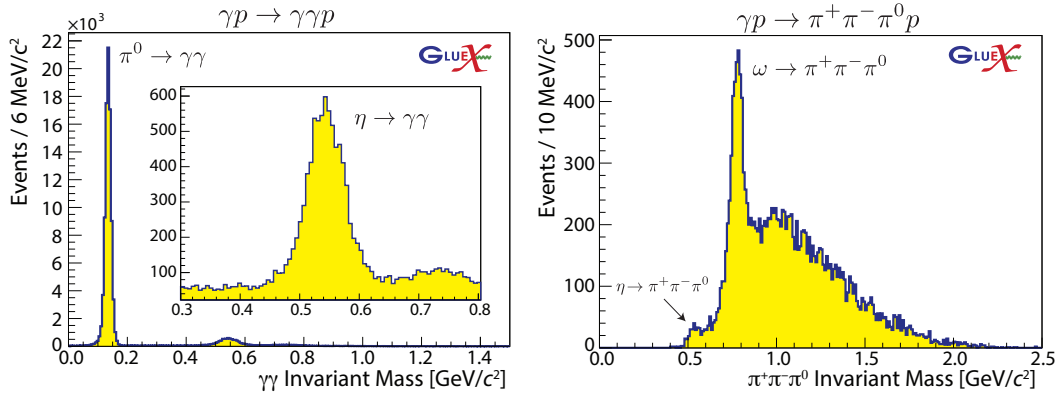 γp → γγp
×10³
Events / 6 MeV/c²
22
20
18
16
14
12
10
8
6
4
2
0
π⁰ → γγ
GLUEX
600
500
400
300
200
100
η → γγ
0.3 0.4 0.5 0.6 0.7 0.8
0.0 0.2 0.4 0.6 0.8 1.0 1.2 1.4
γγ Invariant Mass [GeV/c²]
γp → π⁺π⁻π⁰p
Events / 10 MeV/c²
500
400
300
200
100
0
ω → π⁺π⁻π⁰
GLUEX
η → π⁺π⁻π⁰
0.0 0.5 1.0 1.5 2.0 2.5
π⁺π⁻π⁰ Invariant Mass [GeV/c²]